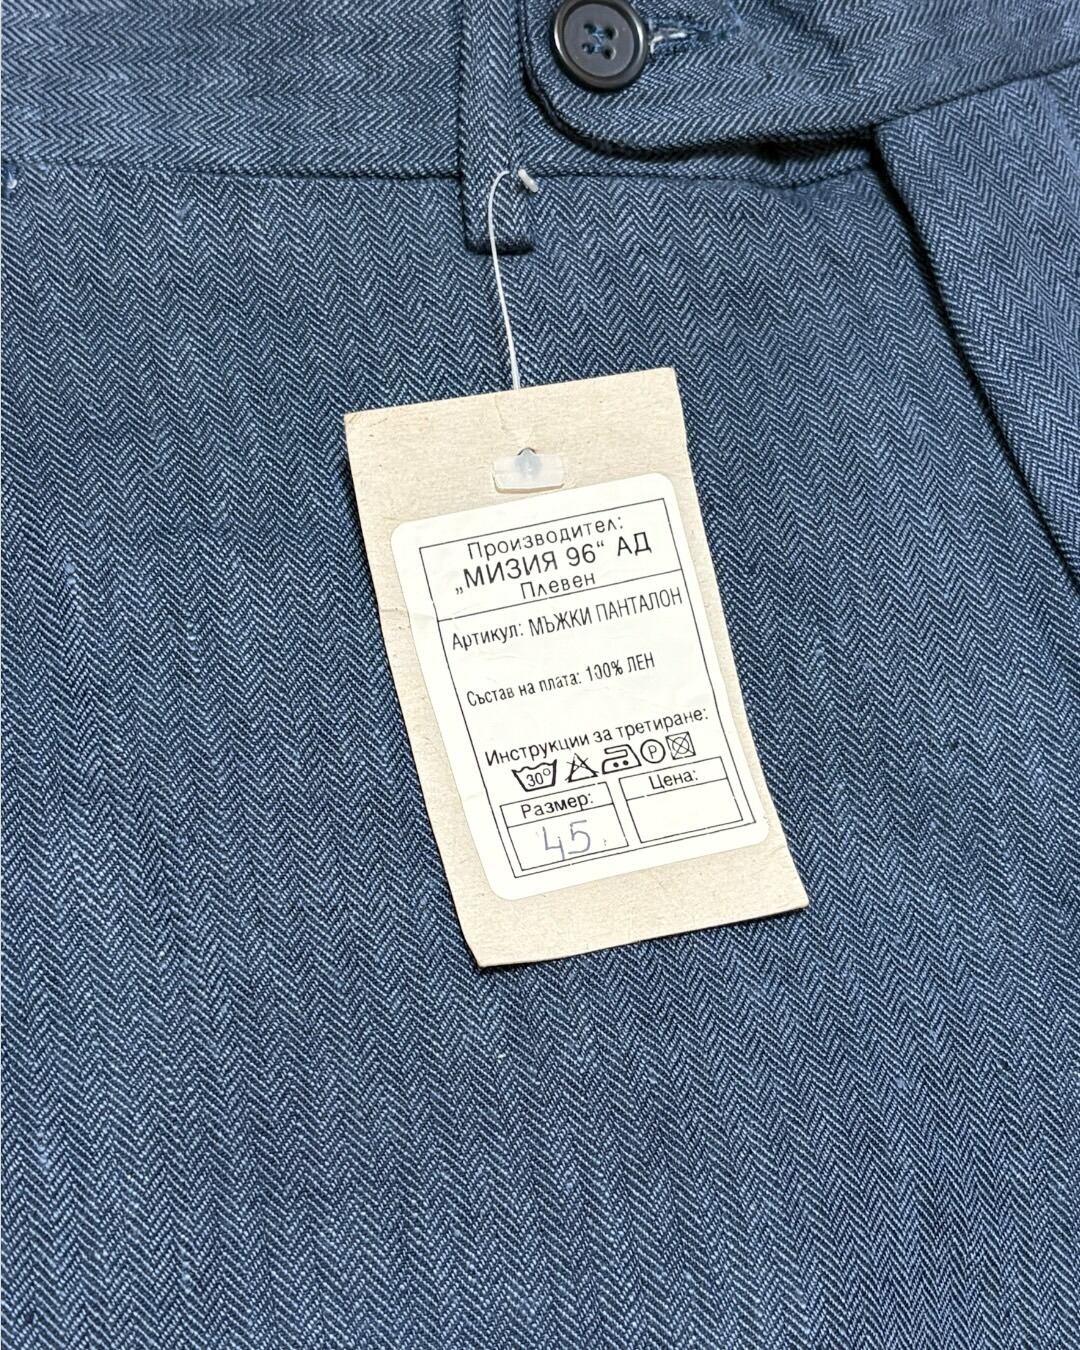 Производител:
„МИЗИЯ 96“ АД
Плевен
Артикул: МЪЖКИ ПАНТАЛОН
Състав на плата: 100% ЛЕН
Инструкции за третиране:
30° P
Размер: Цена:
45